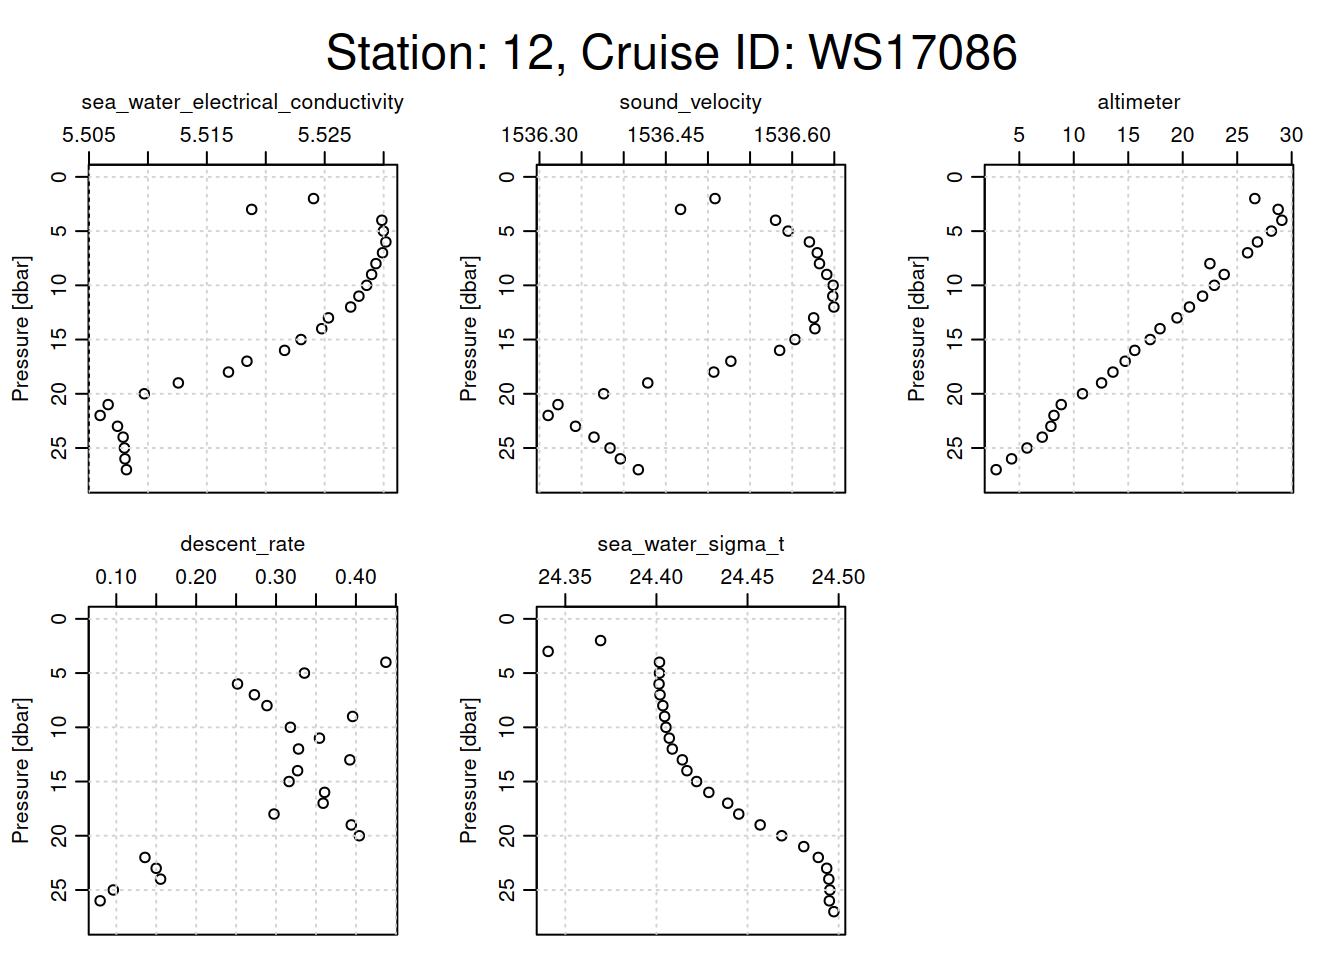 Station: 12, Cruise ID: WS17086
sea_water_electrical_conductivity
5.505 5.515 5.525
Pressure [dbar]
0
5
10
15
20
25
sound_velocity
1536.30 1536.45 1536.60
Pressure [dbar]
0
5
10
15
20
25
altimeter
5 10 15 20 25 30
Pressure [dbar]
0
5
10
15
20
25
descent_rate
0.10 0.20 0.30 0.40
Pressure [dbar]
0
5
10
15
20
25
sea_water_sigma_t
24.35 24.40 24.45 24.50
Pressure [dbar]
0
5
10
15
20
25